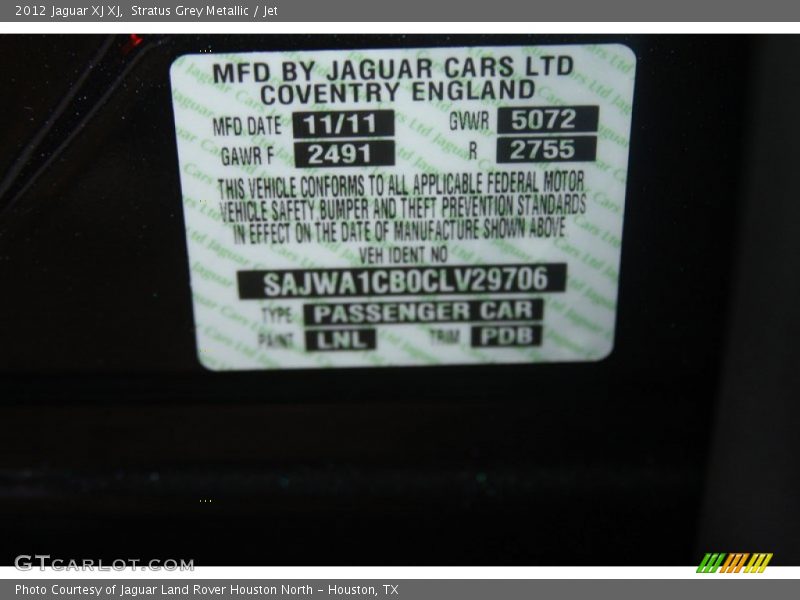 2012 Jaguar XJ XJ, Stratus Grey Metallic / Jet
MFD BY JAGUAR CARS LTD
COVENTRY ENGLAND
MFD DATE 11/11 GVWR 5072
GAWR F 2491 R 2755
THIS VEHICLE CONFORMS TO ALL APPLICABLE FEDERAL MOTOR
VEHICLE SAFETY, BUMPER AND THEFT PREVENTION STANDARDS
IN EFFECT ON THE DATE OF MANUFACTURE SHOWN ABOVE
VEH IDENT NO
SAJWA1CB0CLV29706
TYPE PASSENGER CAR
PAINT LNL TRIM PDB
GTCARLOT.COM
Photo Courtesy of Jaguar Land Rover Houston North - Houston, TX